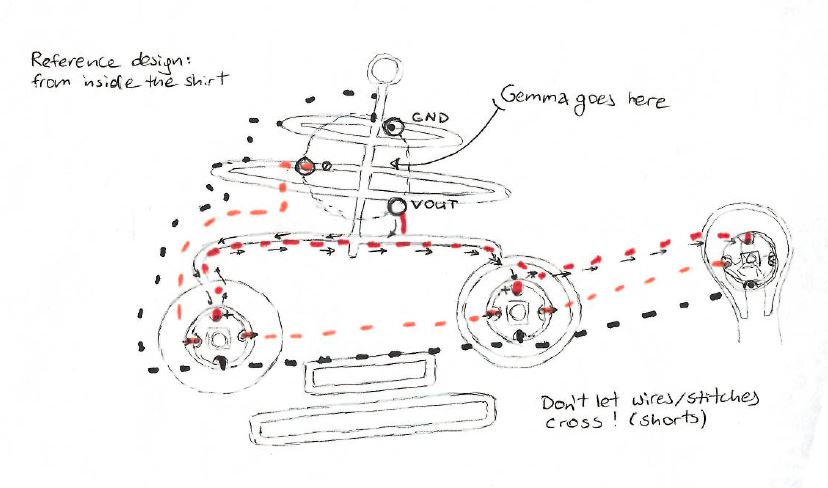 Reference design:
from inside the shirt
Gemma goes here
GND
Ø
VOUT
+
+
Don't let wires/stitches
cross! (shorts)